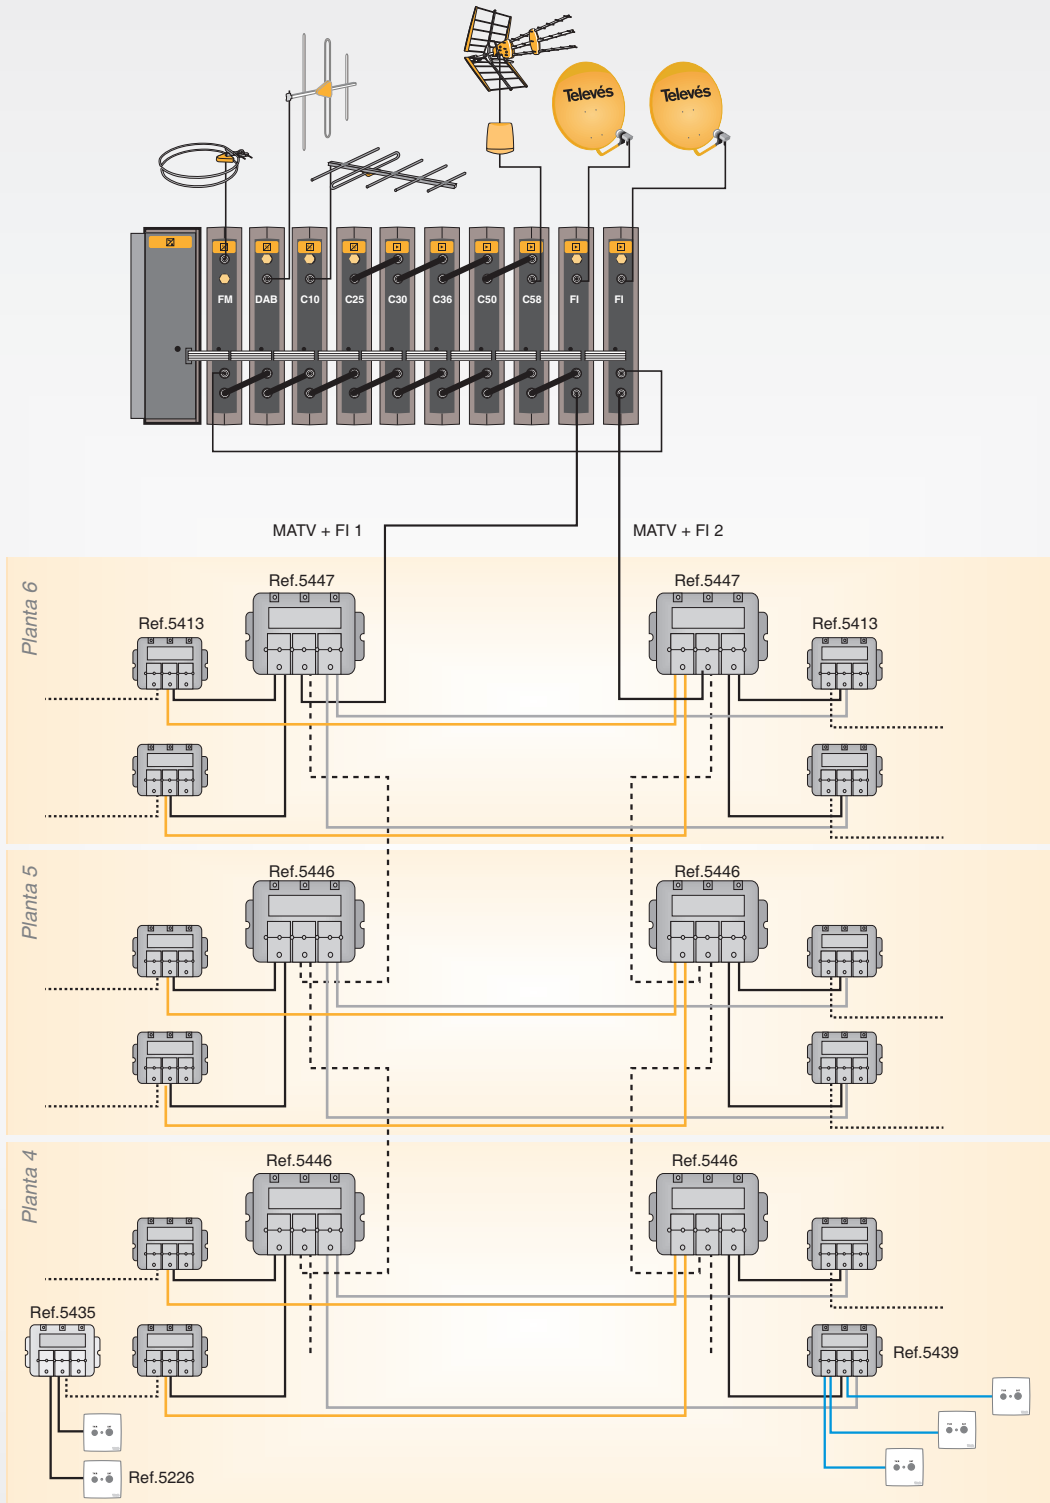 Televés
Televés
FM
DAB
C10
C25
C30
C36
C50
C58
FI
FI
MATV + FI 1
MATV + FI 2
Planta 6
Ref.5447
Ref.5447
Ref.5413
Ref.5413
Planta 5
Ref.5446
Ref.5446
Planta 4
Ref.5446
Ref.5446
Ref.5435
Ref.5439
Ref.5226